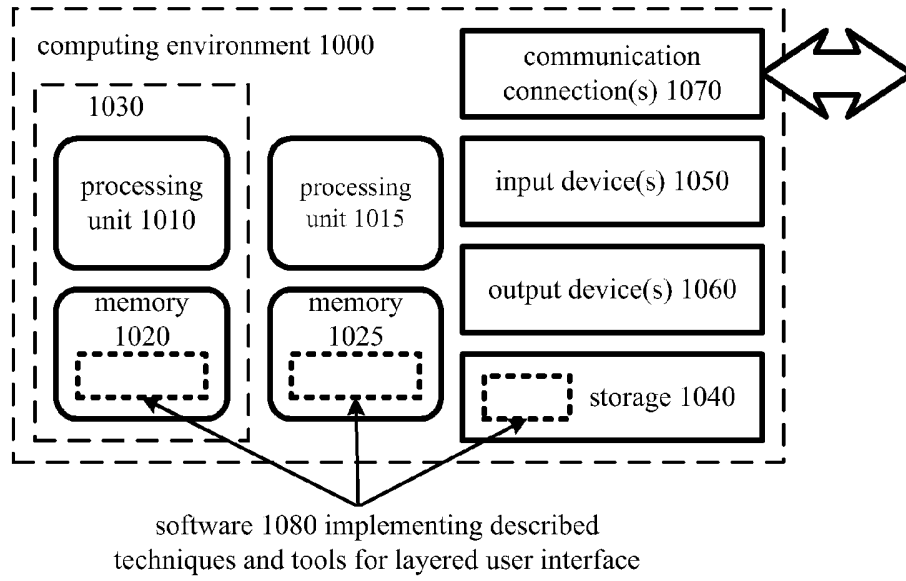 computing environment 1000
communication
connection(s) 1070
1030
processing
unit 1010
processing
unit 1015
input device(s) 1050
memory
1020
memory
1025
output device(s) 1060
storage 1040
software 1080 implementing described
techniques and tools for layered user interface